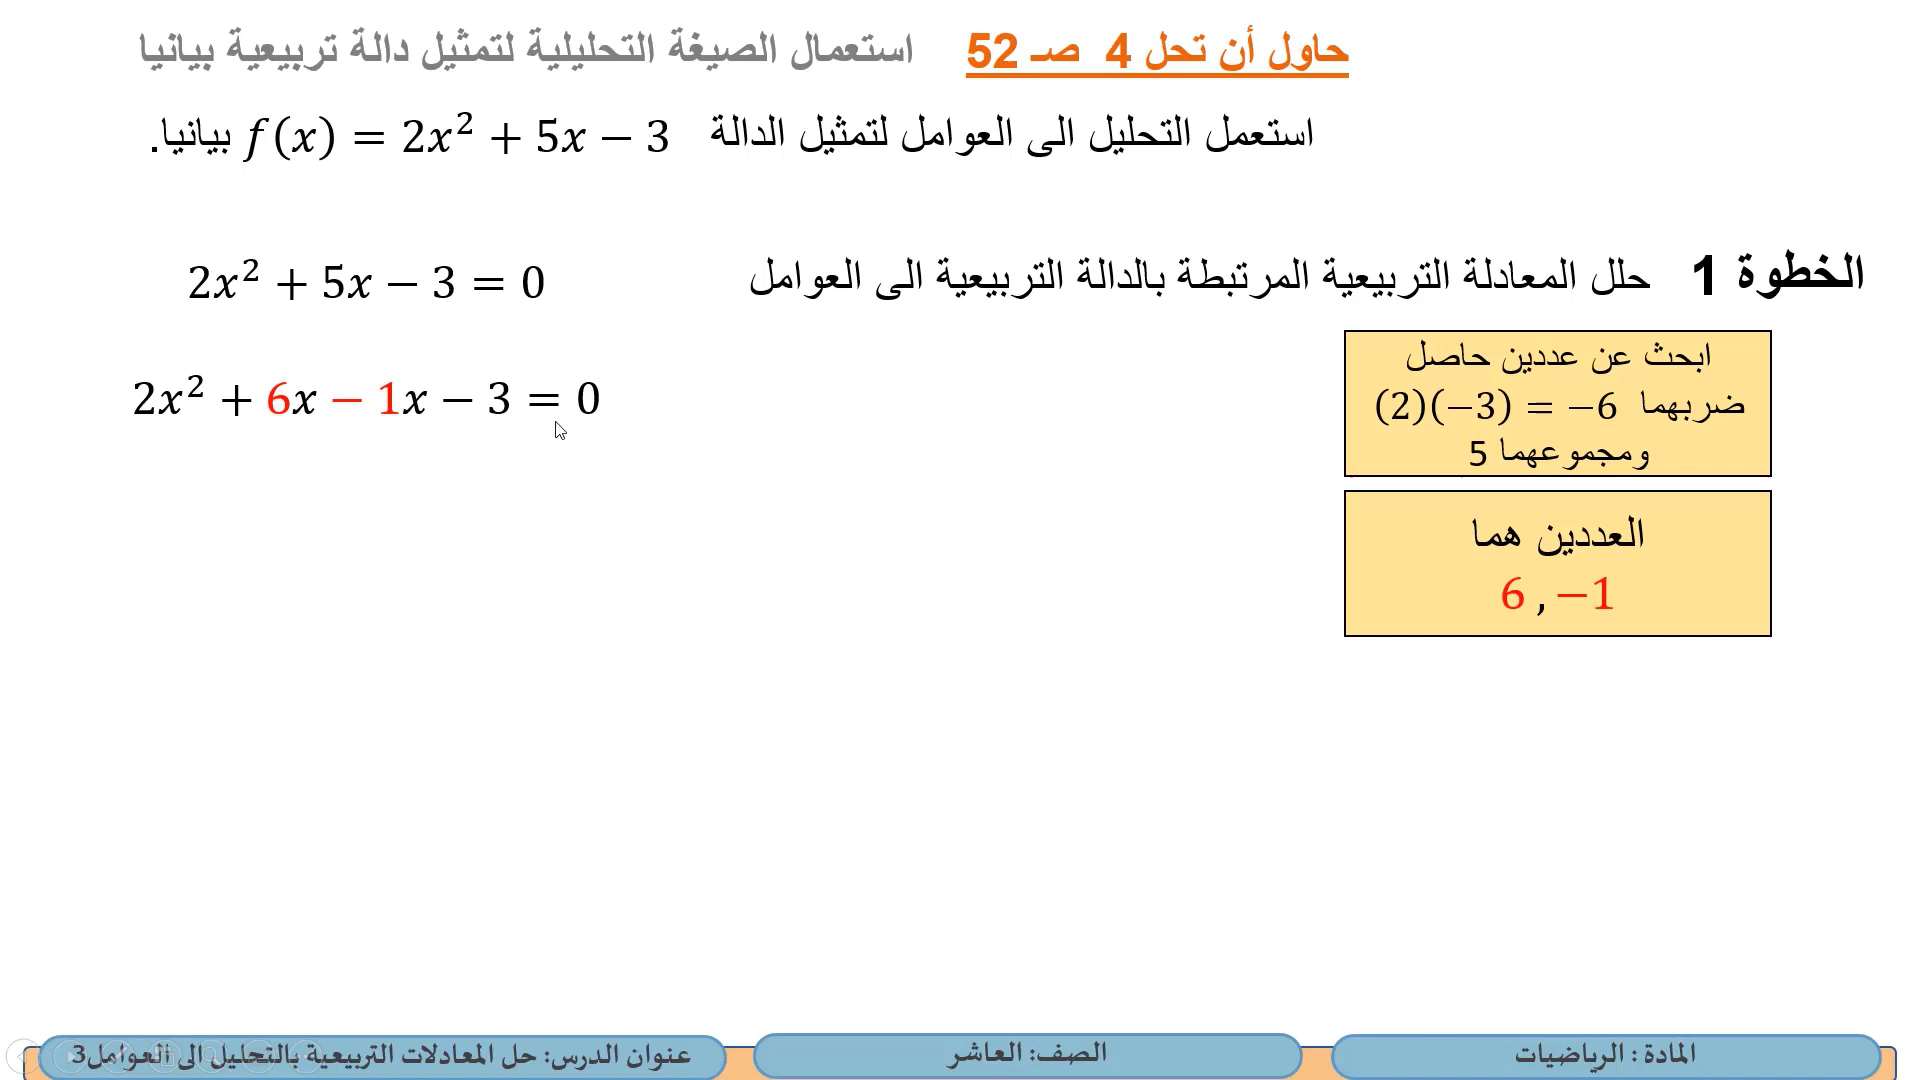 حاول أن تحل 4 صـ 52 استعمال الصيغة التحليلية لتمثيل دالة تربيعية بيانيا
استعمل التحليل الى العوامل لتمثيل الدالة f(x) = 2x² + 5x − 3 بيانيا.
الخطوة 1 حلل المعادلة التربيعية المرتبطة بالدالة التربيعية الى العوامل
2x² + 5x − 3 = 0
ابحث عن عددين حاصل
ضربهما (2)(−3) = −6
ومجموعهما 5
2x² + 6x − 1x − 3 = 0
العددين هما
6 , −1
المادة : الرياضيات
الصف: العاشر
عنوان الدرس: حل المعادلات التربيعية بالتحليل الى العوامل3